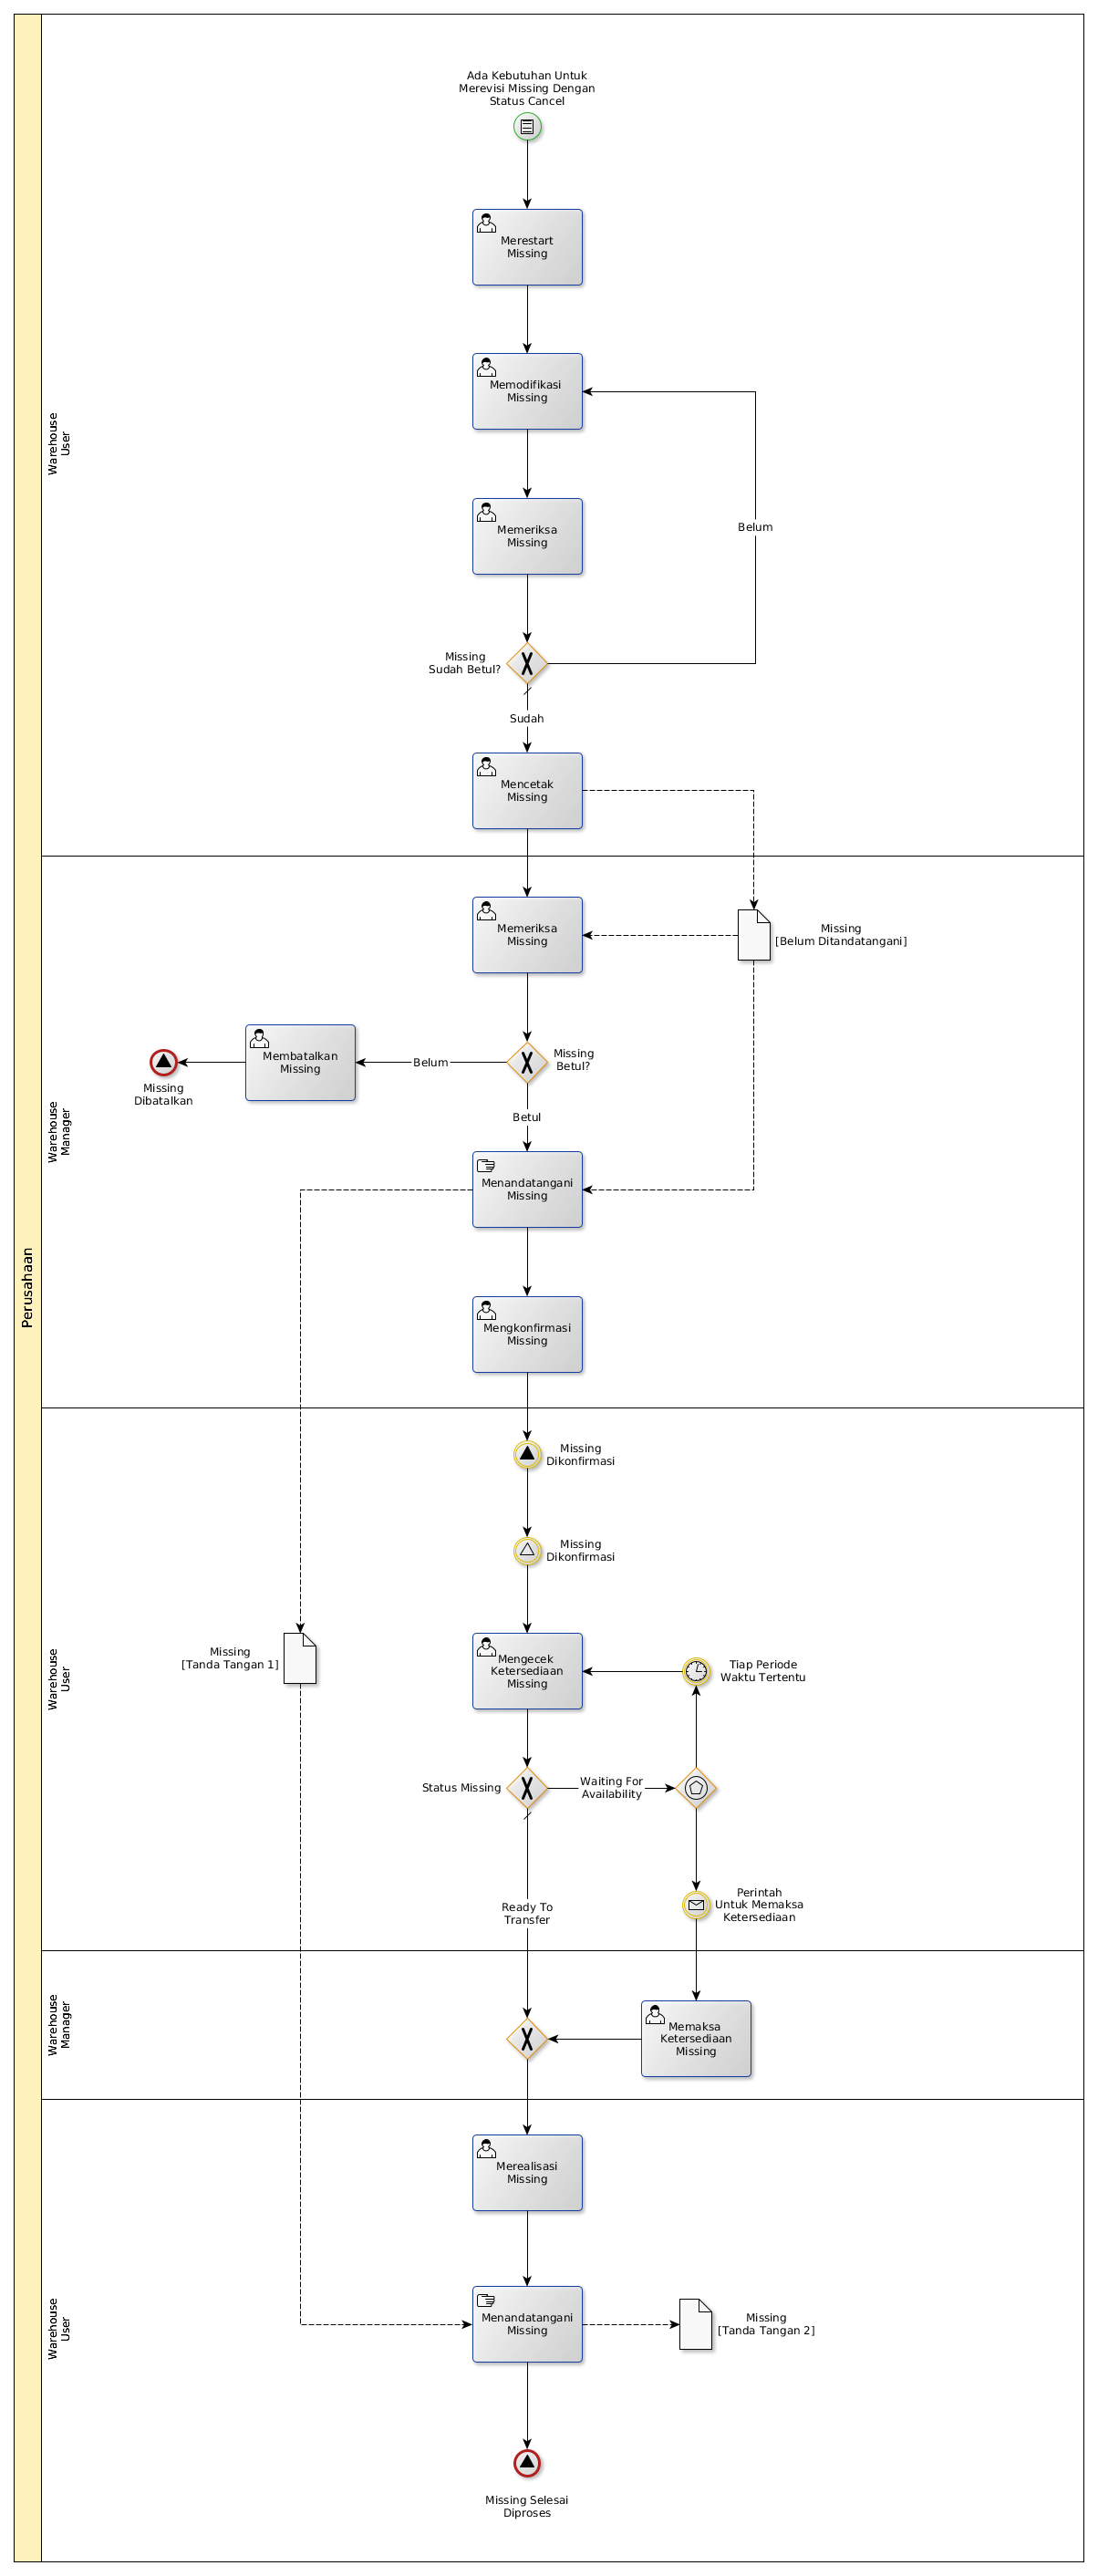 Perusahaan
Warehouse
User
Ada Kebutuhan Untuk
Merevisi Missing Dengan
Status Cancel
Merestart
Missing
Memodifikasi
Missing
Belum
Memeriksa
Missing
Missing
Sudah Betul?
Sudah
Mencetak
Missing
Warehouse
Manager
Memeriksa
Missing
Missing
[Belum Ditandatangani]
Missing
Betul?
Belum
Membatalkan
Missing
Missing
Dibatalkan
Betul
Menandatangani
Missing
Mengkonfirmasi
Missing
Warehouse
User
Missing
Dikonfirmasi
Missing
Dikonfirmasi
Missing
[Tanda Tangan 1]
Mengecek
Ketersediaan
Missing
Tiap Periode
Waktu Tertentu
Status Missing
Waiting For
Availability
Ready To
Transfer
Perintah
Untuk Memaksa
Ketersediaan
Warehouse
Manager
Memaksa
Ketersediaan
Missing
Warehouse
User
Merealisasi
Missing
Menandatangani
Missing
Missing
[Tanda Tangan 2]
Missing Selesai
Diproses